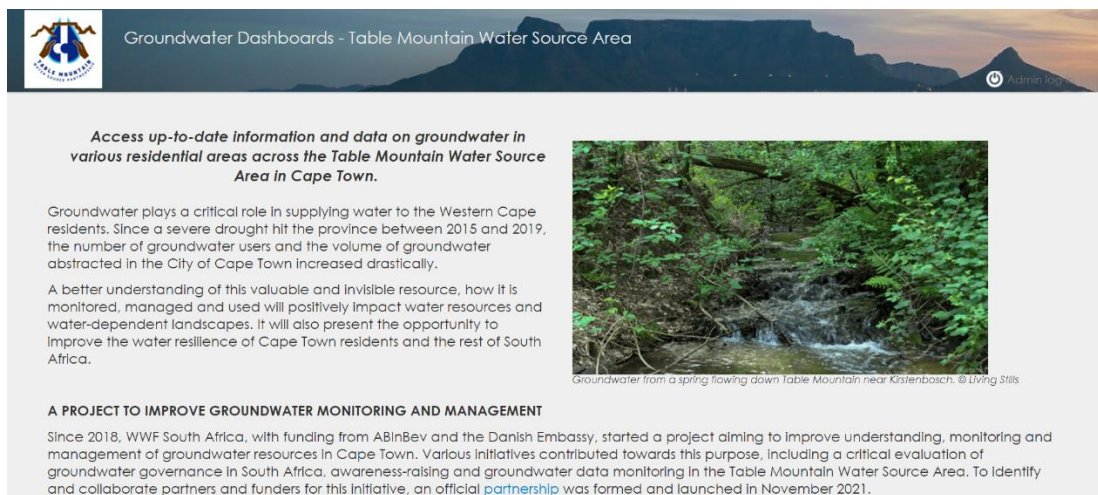 Groundwater Dashboards - Table Mountain Water Source Area
TABLE MOUNTAIN
WATER SOURCE PARTNERSHIP
Admin log
Access up-to-date information and data on groundwater in
various residential areas across the Table Mountain Water Source
Area in Cape Town.
Groundwater plays a critical role in supplying water to the Western Cape
residents. Since a severe drought hit the province between 2015 and 2019,
the number of groundwater users and the volume of groundwater
abstracted in the City of Cape Town increased drastically.
A better understanding of this valuable and invisible resource, how it is
monitored, managed and used will positively impact water resources and
water-dependent landscapes. It will also present the opportunity to
improve the water resilience of Cape Town residents and the rest of South
Africa.
Groundwater from a spring flowing down Table Mountain near Kirstenbosch. © Living Stills
A PROJECT TO IMPROVE GROUNDWATER MONITORING AND MANAGEMENT
Since 2018, WWF South Africa, with funding from ABInBev and the Danish Embassy, started a project aiming to improve understanding, monitoring and
management of groundwater resources in Cape Town. Various initiatives contributed towards this purpose, including a critical evaluation of
groundwater governance in South Africa, awareness-raising and groundwater data monitoring in the Table Mountain Water Source Area. To identify
and collaborate partners and funders for this initiative, an official partnership was formed and launched in November 2021.